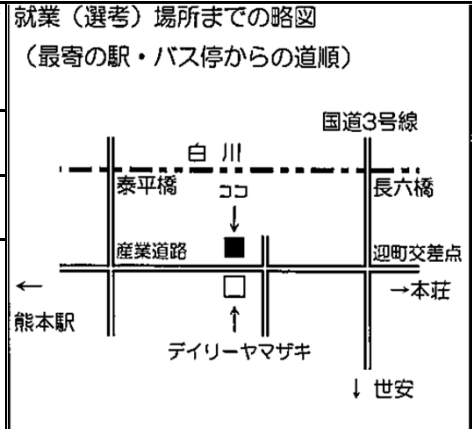 就業（選考）場所までの略図
（最寄の駅・バス停からの道順）
国道3号線
白川
泰平橋
ココ
長六橋
↓
産業道路
迎町交差点
←
→本荘
熊本駅
↑
デイリーヤマザキ
↓ 世安